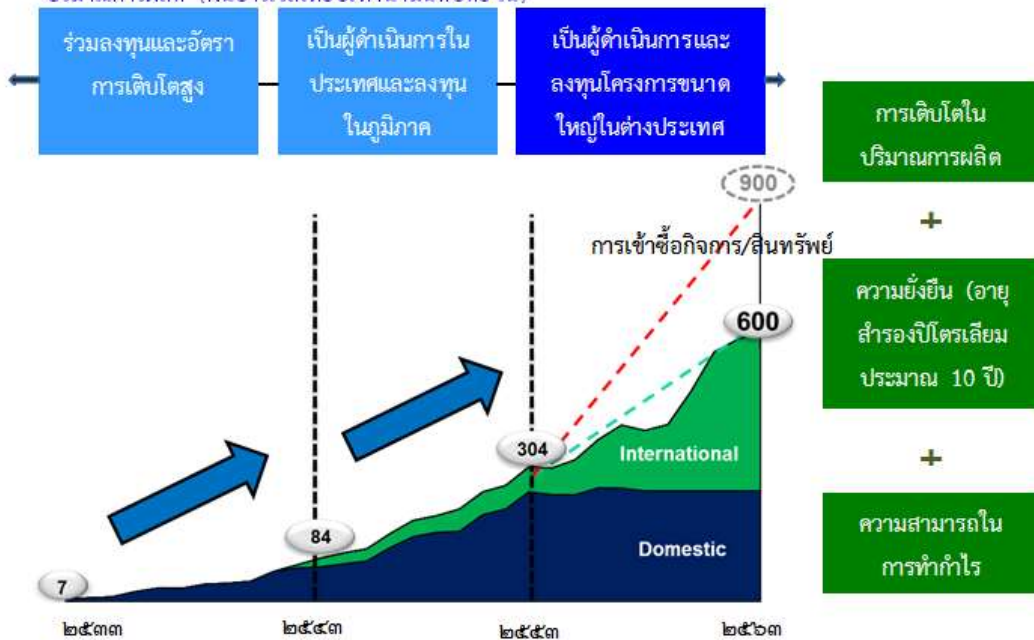 ร่วมลงทุนและอัตรา
การเติบโตสูง
เป็นผู้ดำเนินการใน
ประเทศและลงทุน
ในภูมิภาค
เป็นผู้ดำเนินการและ
ลงทุนโครงการขนาด
ใหญ่ในต่างประเทศ
การเติบโตใน
ปริมาณการผลิต
+
ความยั่งยืน (อายุ
สำรองปิโตรเลียม
ประมาณ 10 ปี)
+
ความสามารถใน
การทำกำไร
900
การเข้าซื้อกิจการ/สินทรัพย์
600
304
International
84
Domestic
7
๒๕๓๓
๒๕๔๓
๒๕๕๓
๒๕๖๓